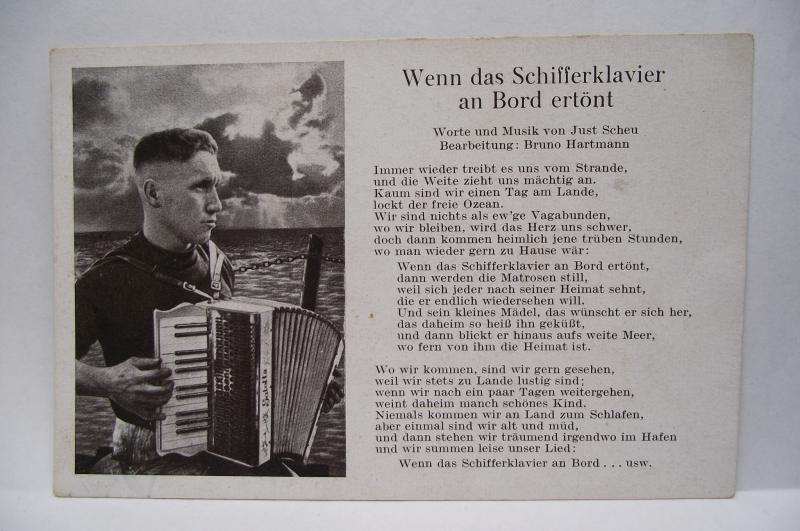 Wenn das Schifferklavier
an Bord ertönt
Worte und Musik von Just Scheu
Bearbeitung: Bruno Hartmann
Immer wieder treibt es uns vom Strande,
und die Weite zieht uns mächtig an.
Kaum sind wir einen Tag am Lande,
lockt der freie Ozean.
Wir sind nichts als ew'ge Vagabunden,
wo wir bleiben, wird das Herz uns schwer,
doch dann kommen heimlich jene trüben Stunden,
wo man wieder gern zu Hause wär:
Wenn das Schifferklavier an Bord ertönt,
dann werden die Matrosen still,
weil sich jeder nach seiner Heimat sehnt,
die er endlich wiedersehen will.
Und sein kleines Mädel, das wünscht er sich her,
das daheim so heiß ihn geküßt,
und dann blickt er hinaus aufs weite Meer,
wo fern von ihm die Heimat ist.
Wo wir kommen, sind wir gern gesehen,
weil wir stets zu Lande lustig sind;
wenn wir nach ein paar Tagen weitergehen,
weint daheim manch schönes Kind.
Niemals kommen wir an Land zum Schlafen,
aber einmal sind wir alt und müd,
und dann stehen wir träumend irgendwo im Hafen
und wir summen leise unser Lied:
Wenn das Schifferklavier an Bord . . . usw.